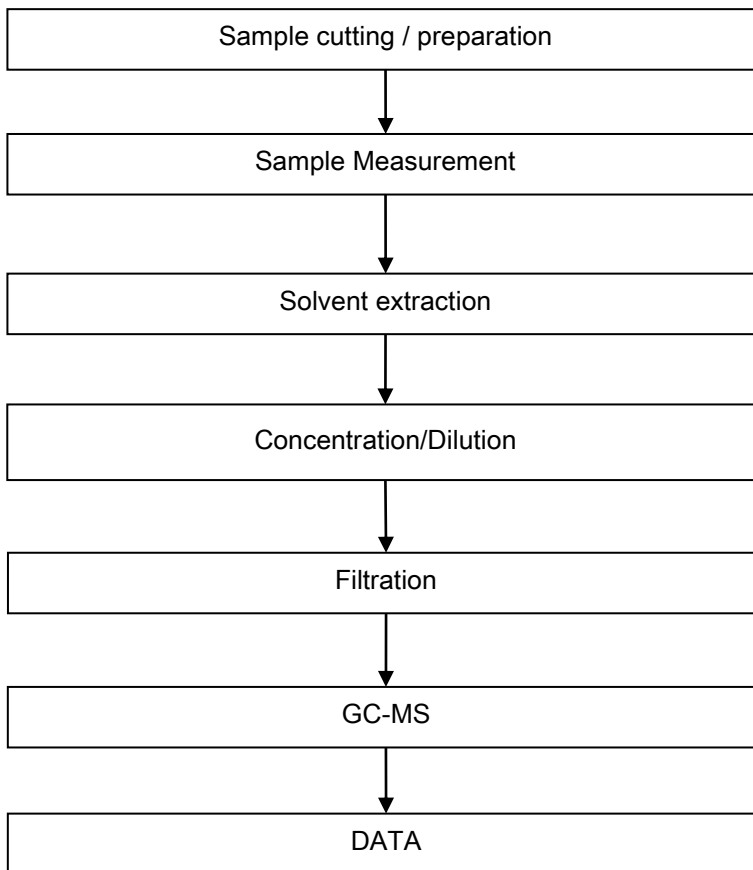 Sample cutting / preparation
Sample Measurement
Solvent extraction
Concentration/Dilution
Filtration
GC-MS
DATA